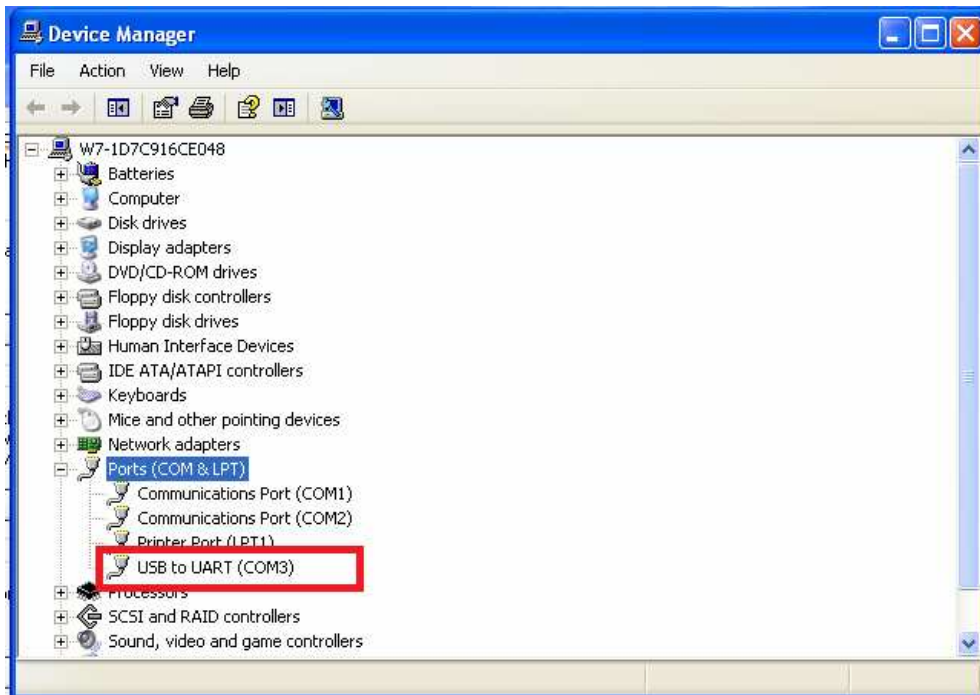 Device Manager
File Action View Help
W7-1D7C916CE048
Batteries
Computer
Disk drives
Display adapters
DVD/CD-ROM drives
Floppy disk controllers
Floppy disk drives
Human Interface Devices
IDE ATA/ATAPI controllers
Keyboards
Mice and other pointing devices
Network adapters
Ports (COM & LPT)
Communications Port (COM1)
Communications Port (COM2)
Printer Port (LPT1)
USB to UART (COM3)
Processors
SCSI and RAID controllers
Sound, video and game controllers